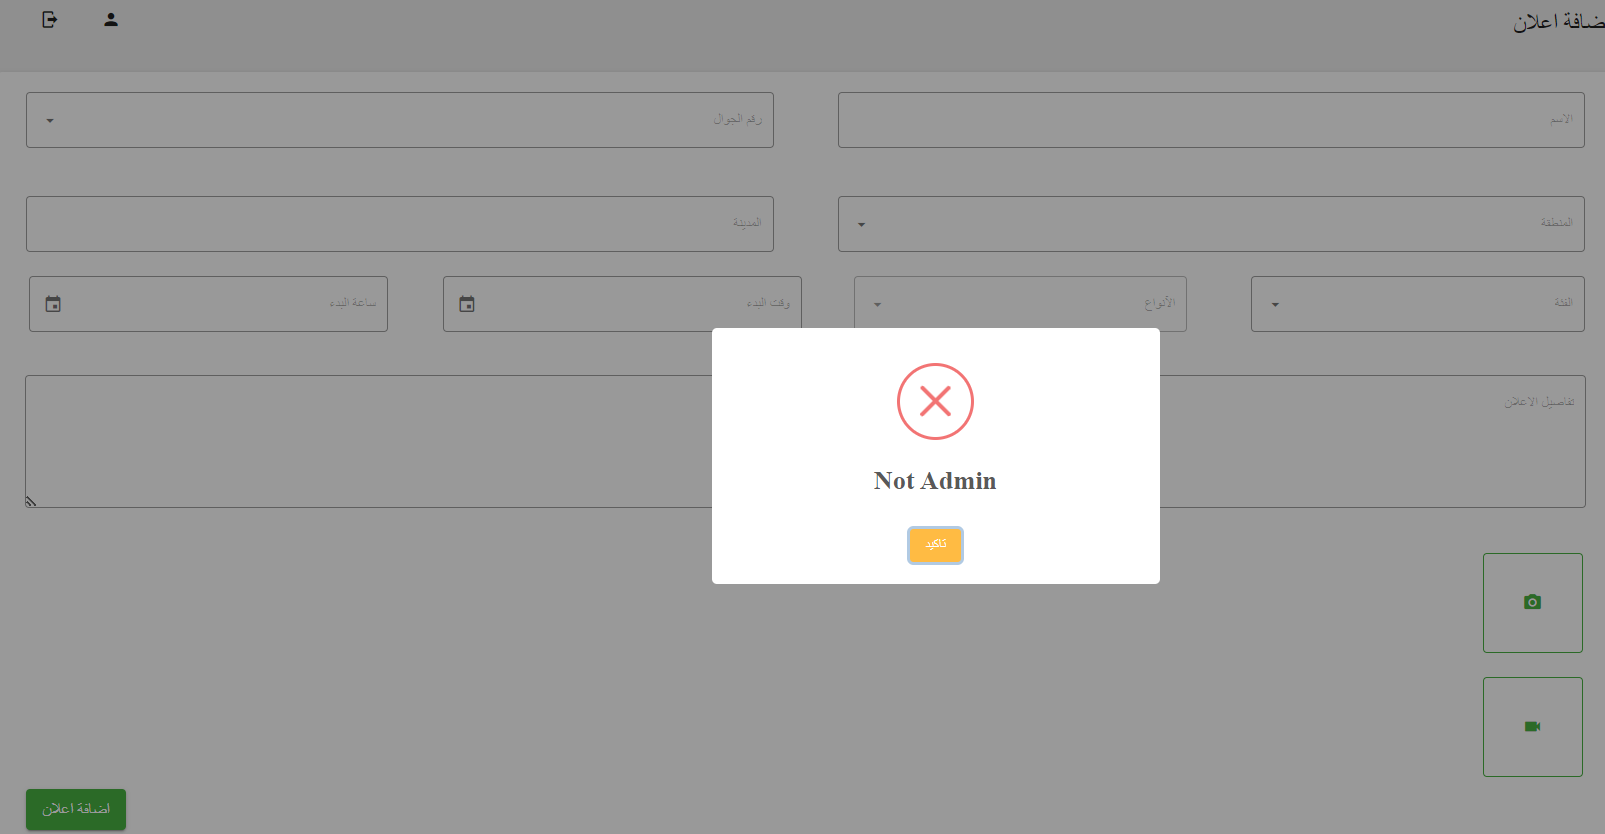 ضافة اعلان
الاسم
رقم الجوال
المنطقة
المدينة
الفئة
الأنواع
وقت البدء
ساعة البدء
تفاصيل الاعلان
Not Admin
تاكيد
اضافة اعلان